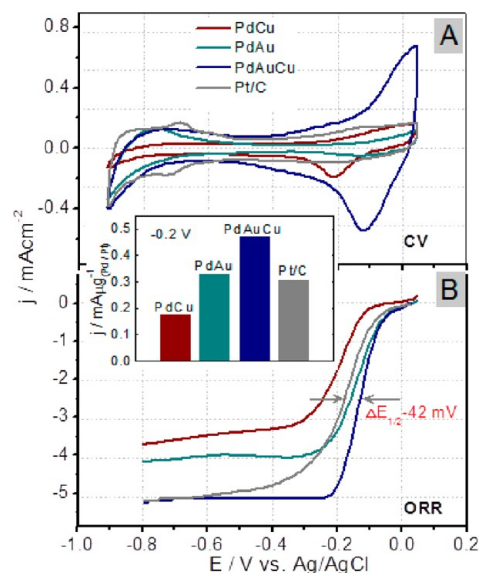 0.8
0.4
0.0
-0.4
j / mAcm-2
PdCu
PdAu
PdAuCu
Pt/C
A
CV
0.5
0.4
0.3
0.2
0.1
0.0
j / mAµg-1(Pd / Pt)
-0.2 V
PdCu
PdAu
PdAuCu
Pt/C
B
0
-1
-2
-3
-4
-5
ΔE1/2-42 mV
ORR
-1.0 -0.8 -0.6 -0.4 -0.2 0.0 0.2
E / V vs. Ag/AgCl